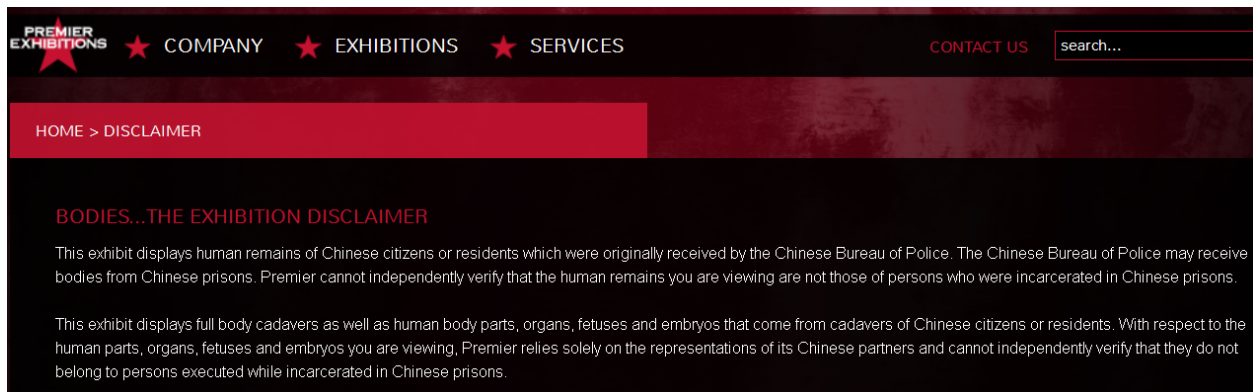 PREMIER
EXHIBITIONS
COMPANY
EXHIBITIONS
SERVICES
CONTACT US
search...
HOME > DISCLAIMER
BODIES...THE EXHIBITION DISCLAIMER
This exhibit displays human remains of Chinese citizens or residents which were originally received by the Chinese Bureau of Police. The Chinese Bureau of Police may receive
bodies from Chinese prisons. Premier cannot independently verify that the human remains you are viewing are not those of persons who were incarcerated in Chinese prisons.
This exhibit displays full body cadavers as well as human body parts, organs, fetuses and embryos that come from cadavers of Chinese citizens or residents. With respect to the
human parts, organs, fetuses and embryos you are viewing, Premier relies solely on the representations of its Chinese partners and cannot independently verify that they do not
belong to persons executed while incarcerated in Chinese prisons.